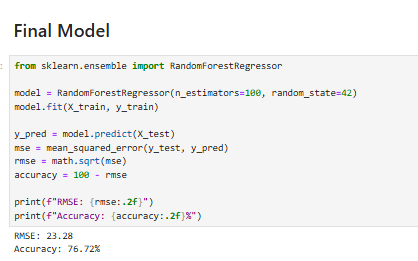 Final Model
from sklearn.ensemble import RandomForestRegressor
model = RandomForestRegressor(n_estimators=100, random_state=42)
model.fit(X_train, y_train)
y_pred = model.predict(X_test)
mse = mean_squared_error(y_test, y_pred)
rmse = math.sqrt(mse)
accuracy = 100 - rmse
print(f"RMSE: {rmse:.2f}")
print(f"Accuracy: {accuracy:.2f}%")
RMSE: 23.28
Accuracy: 76.72%